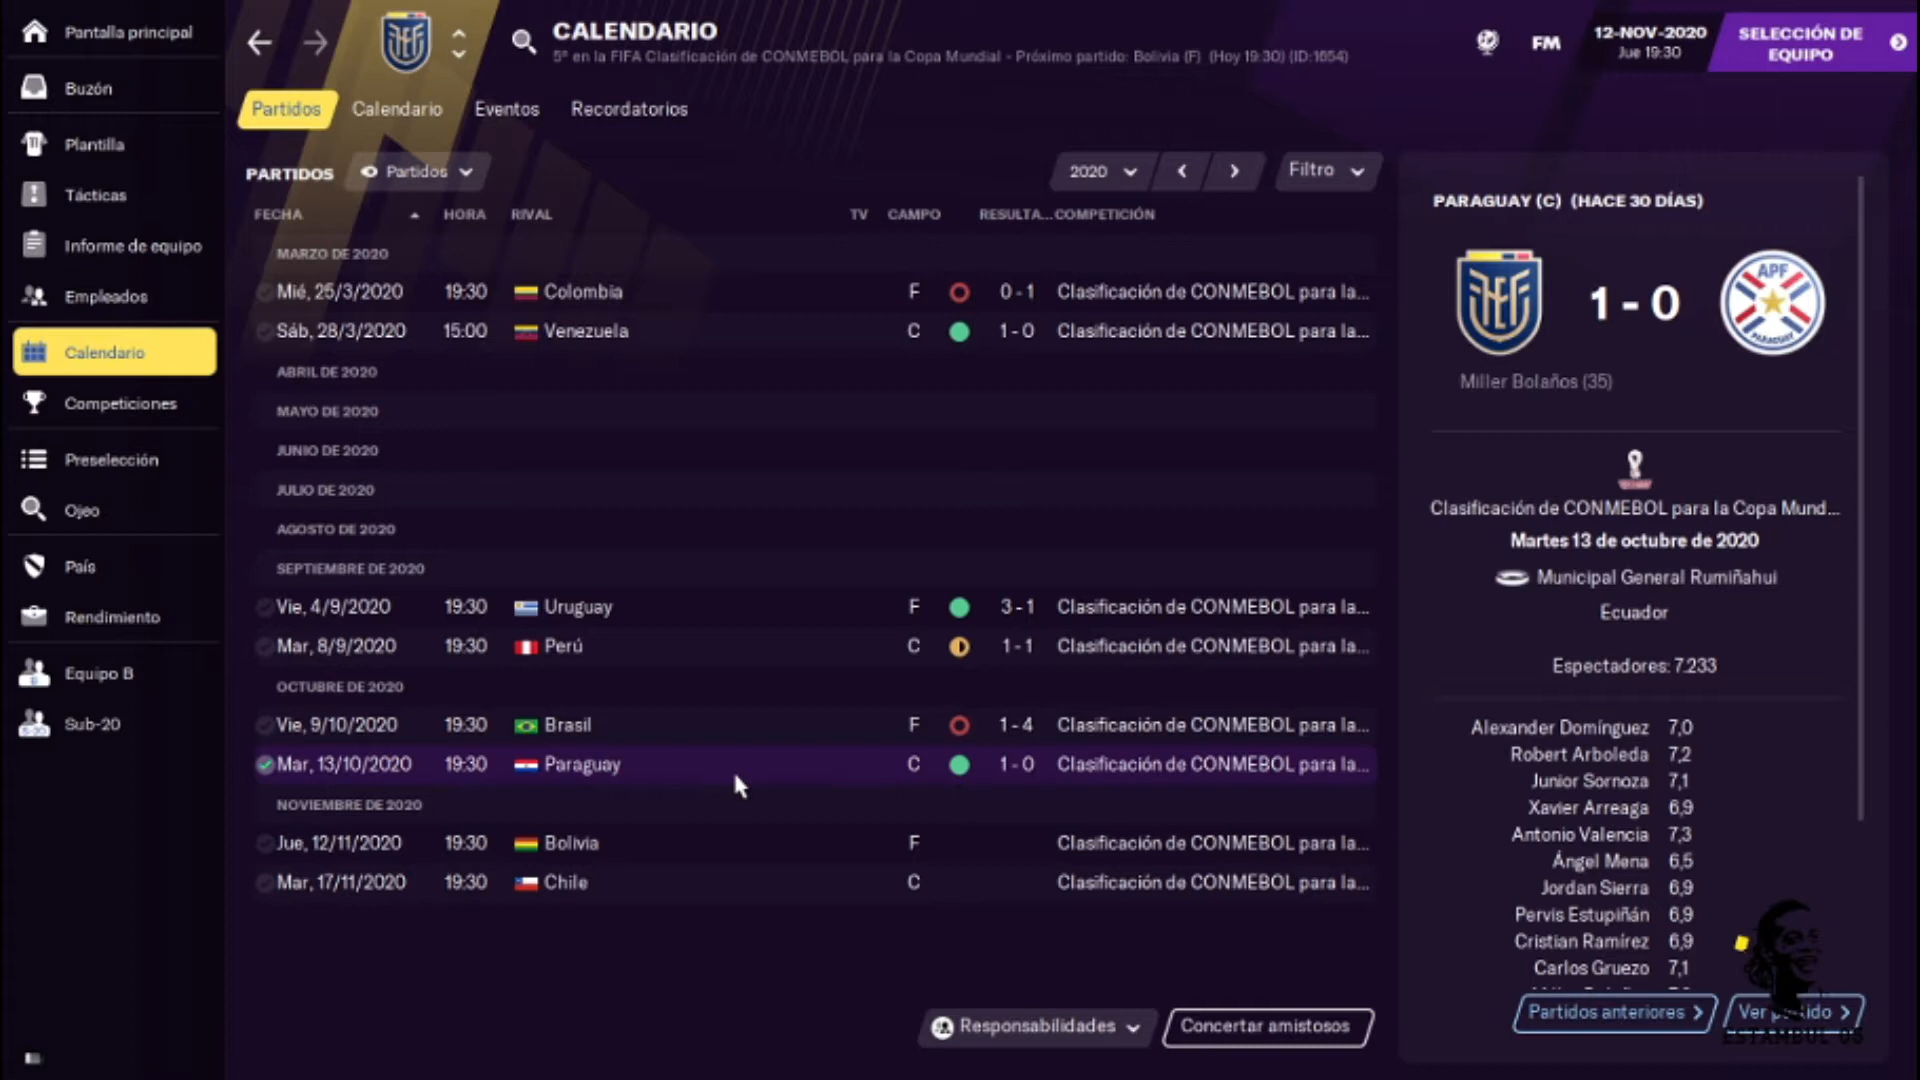 Pantalla principal
Buzón
Plantilla
Tácticas
Informe de equipo
Empleados
Calendario
Competiciones
Preselección
Ojeo
País
Rendimiento
Equipo B
Sub-20
CALENDARIO
5º en la FIFA Clasificación de CONMEBOL para la Copa Mundial - Próximo partido: Bolivia (F) (Hoy 19:30) (ID:1654)
FM
12-NOV-2020
Jue 19:30
SELECCIÓN DE
EQUIPO
Partidos Calendario Eventos Recordatorios
PARTIDOS Partidos 2020 Filtro
FECHA HORA RIVAL TV CAMPO RESULTA... COMPETICIÓN
MARZO DE 2020
Mié, 25/3/2020 19:30 Colombia F 0 - 1 Clasificación de CONMEBOL para la...
Sáb, 28/3/2020 15:00 Venezuela C 1 - 0 Clasificación de CONMEBOL para la...
ABRIL DE 2020
MAYO DE 2020
JUNIO DE 2020
JULIO DE 2020
AGOSTO DE 2020
SEPTIEMBRE DE 2020
Vie, 4/9/2020 19:30 Uruguay F 3 - 1 Clasificación de CONMEBOL para la...
Mar, 8/9/2020 19:30 Perú C 1 - 1 Clasificación de CONMEBOL para la...
OCTUBRE DE 2020
Vie, 9/10/2020 19:30 Brasil F 1 - 4 Clasificación de CONMEBOL para la...
Mar, 13/10/2020 19:30 Paraguay C 1 - 0 Clasificación de CONMEBOL para la...
NOVIEMBRE DE 2020
Jue, 12/11/2020 19:30 Bolivia F Clasificación de CONMEBOL para la...
Mar, 17/11/2020 19:30 Chile C Clasificación de CONMEBOL para la...
Responsabilidades Concertar amistosos
PARAGUAY (C) (HACE 30 DÍAS)
1 - 0
APF
PARAGUAY
Miller Bolaños (35)
Clasificación de CONMEBOL para la Copa Mund...
Martes 13 de octubre de 2020
Municipal General Rumiñahui
Ecuador
Espectadores: 7.233
Alexander Domínguez 7,0
Robert Arboleda 7,2
Junior Sornoza 7,1
Xavier Arreaga 6,9
Antonio Valencia 7,3
Ángel Mena 6,5
Jordan Sierra 6,9
Pervis Estupiñán 6,9
Cristian Ramírez 6,9
Carlos Gruezo 7,1
Partidos anteriores Ver partido
ESTAMBUL 05